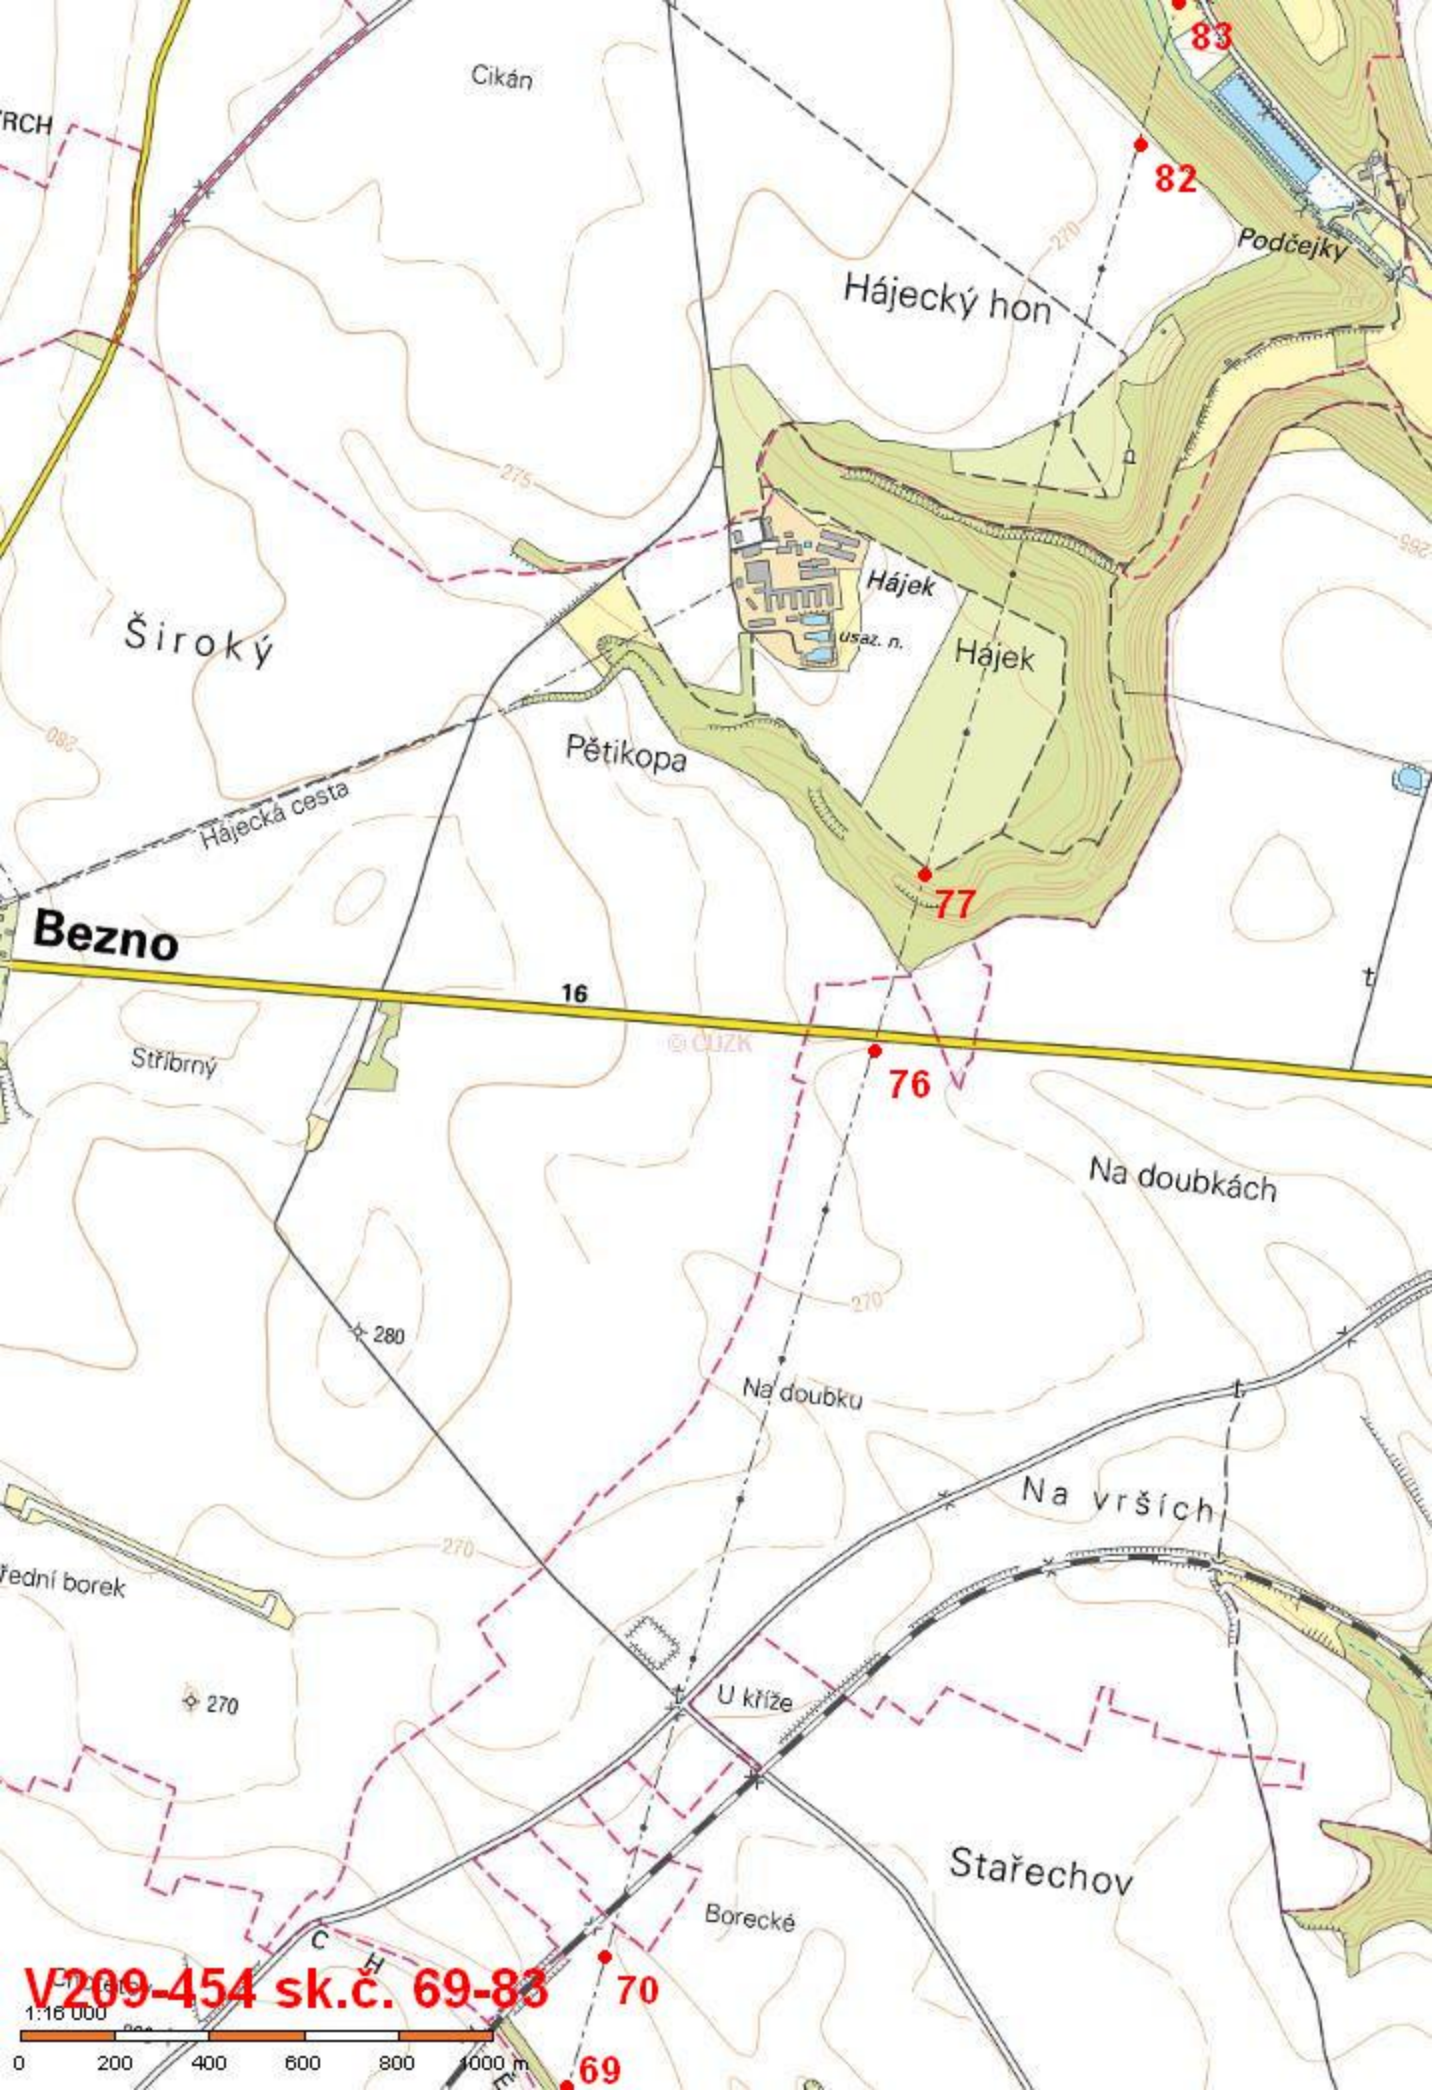 83
Cikán
RCH
82
270
Podčejky
Hájecký hon
275
265
Hájek
usaz. n.
Hájek
Široký
280
Pětikopa
Hájecká cesta
77
Bezno
16
© ČÚZK
Stříbrný
76
Na doubkách
270
280
Na doubku
Na vrších
270
řední borek
U kříže
270
Stařechov
Borecké
C H
70
V209-454 sk.č. 69-83
1:16 000
0 200 400 600 800 1000 m
69